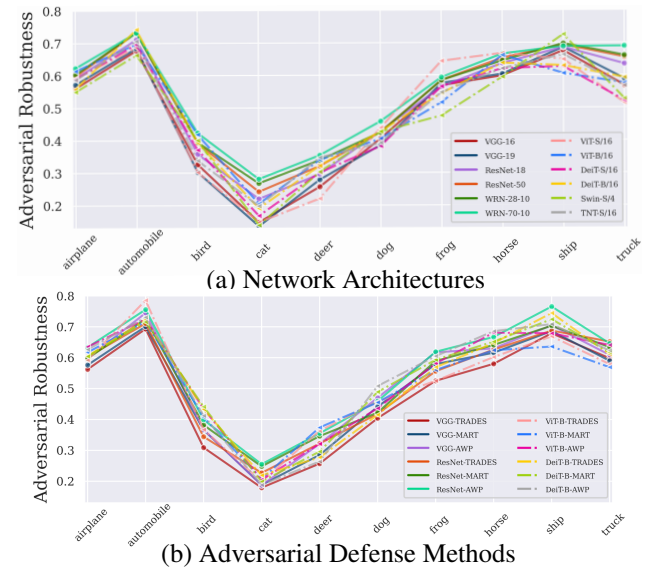 0.8
0.7
0.6
0.5
0.4
0.3
0.2
Adversarial Robustness
VGG-16
VGG-19
ResNet-18
ResNet-50
WRN-28-10
WRN-70-10
ViT-S/16
ViT-B/16
DeiT-S/16
DeiT-B/16
Swin-S/4
TNT-S/16
airplane
automobile
bird
cat
deer
dog
frog
horse
ship
truck
(a) Network Architectures
0.8
0.7
0.6
0.5
0.4
0.3
0.2
Adversarial Robustness
VGG-TRADES
VGG-MART
VGG-AWP
ResNet-TRADES
ResNet-MART
ResNet-AWP
ViT-B-TRADES
ViT-B-MART
ViT-B-AWP
DeiT-B-TRADES
DeiT-B-MART
DeiT-B-AWP
airplane
automobile
bird
cat
deer
dog
frog
horse
ship
truck
(b) Adversarial Defense Methods